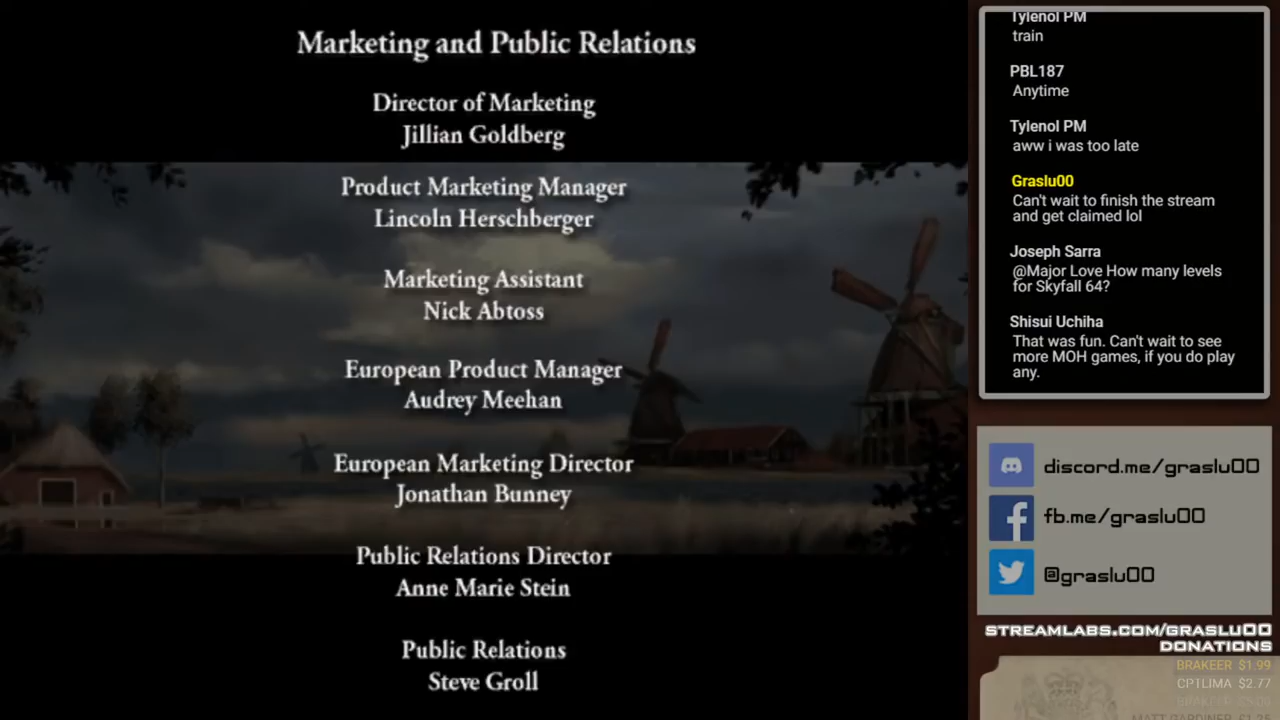 Marketing and Public Relations
Director of Marketing
Jillian Goldberg
Product Marketing Manager
Lincoln Herschberger
Marketing Assistant
Nick Abtoss
European Product Manager
Audrey Meehan
European Marketing Director
Jonathan Bunney
Public Relations Director
Anne Marie Stein
Public Relations
Steve Groll
Tylenol PM
train
PBL187
Anytime
Tylenol PM
aww i was too late
Graslu00
Can't wait to finish the stream
and get claimed lol
Joseph Sarra
@Major Love How many levels
for Skyfall 64?
Shisui Uchiha
That was fun. Can't wait to see
more MOH games, if you do play
any.
discord.me/graslu00
fb.me/graslu00
@graslu00
STREAMLABS.COM/GRASLU00
DONATIONS
BRAKEER $1.99
CPTLIMA $2.77
BRAKEER $5.00